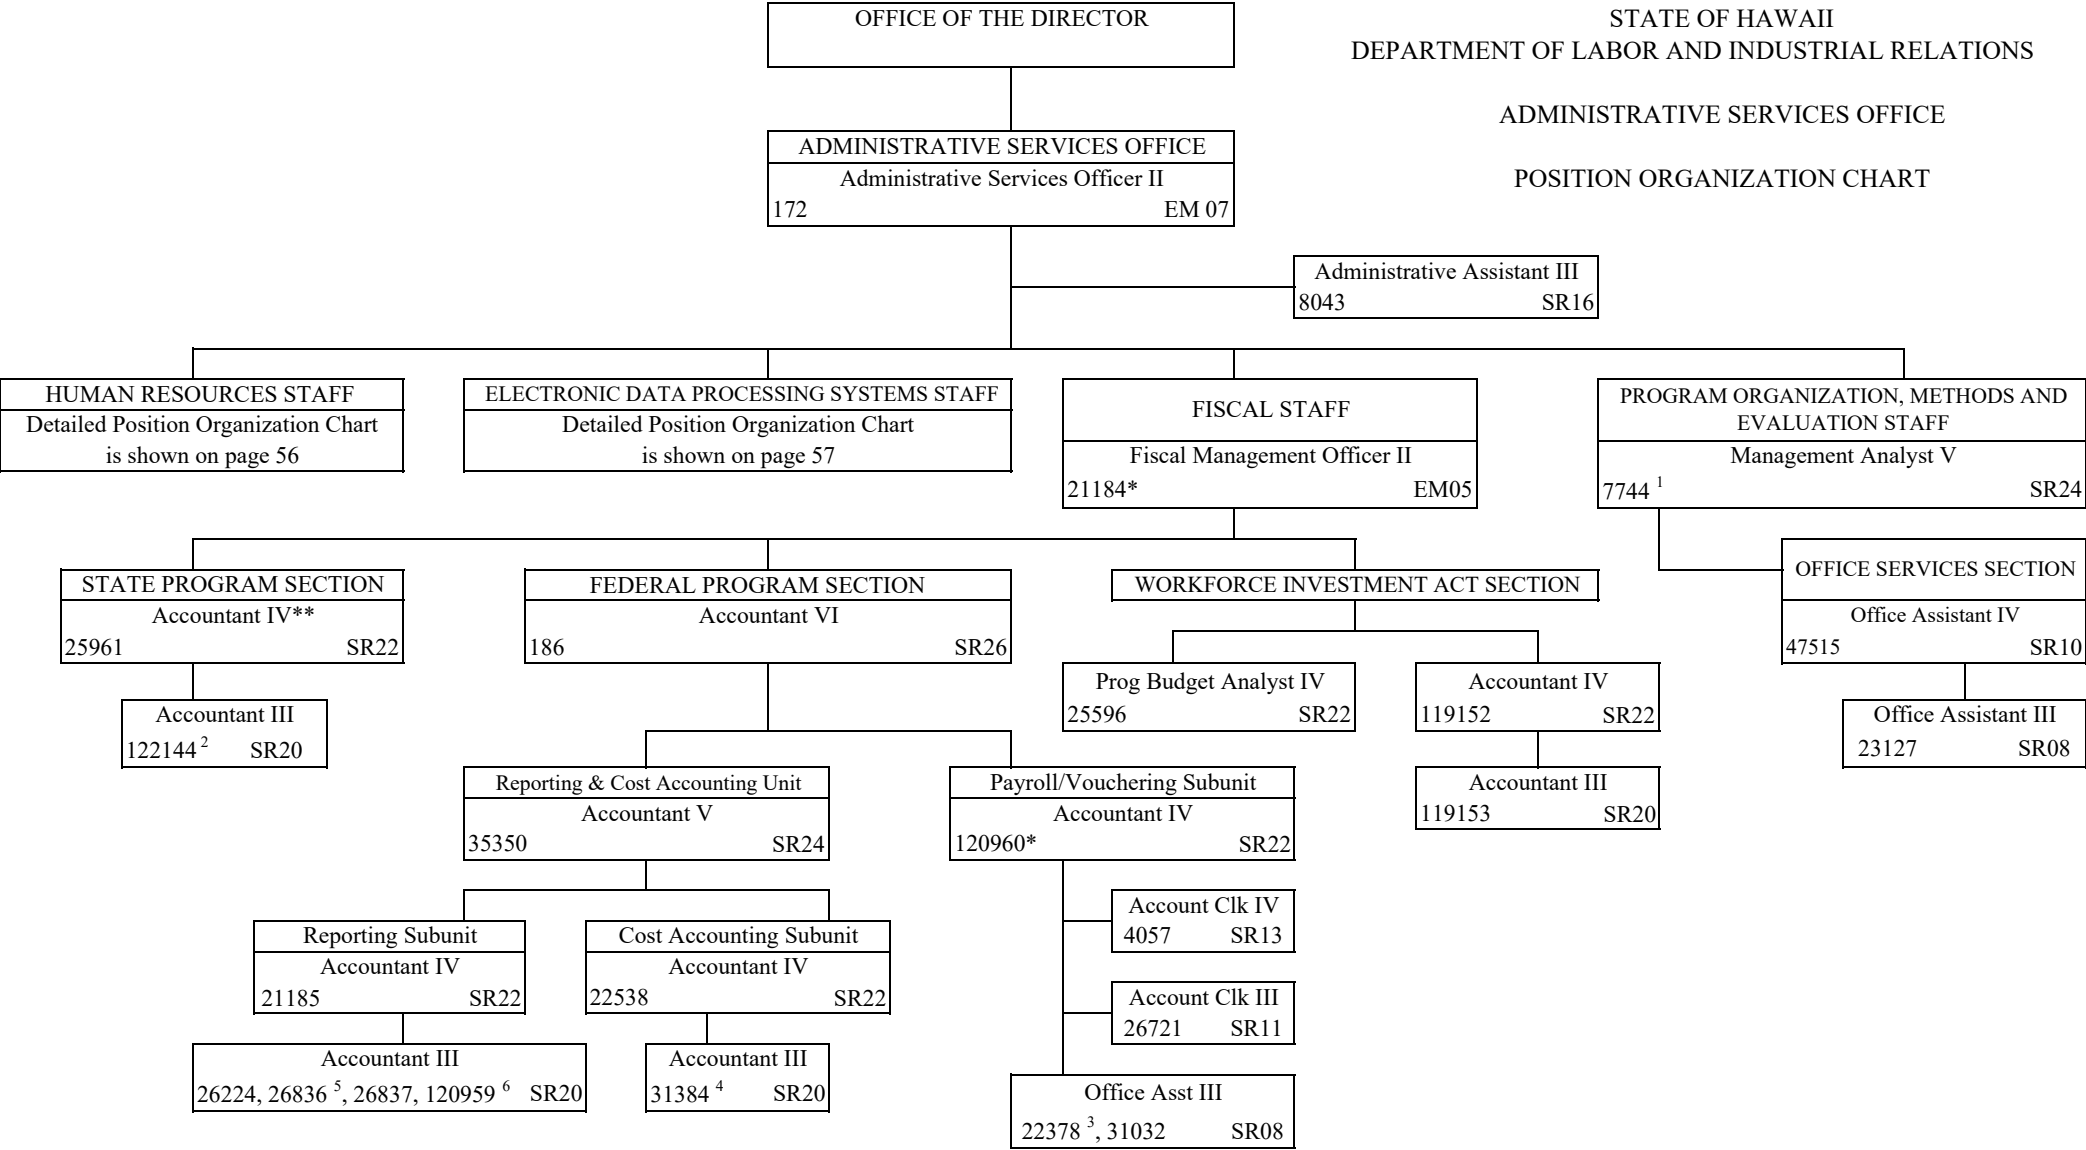 OFFICE OF THE DIRECTOR
STATE OF HAWAII
DEPARTMENT OF LABOR AND INDUSTRIAL RELATIONS
ADMINISTRATIVE SERVICES OFFICE
POSITION ORGANIZATION CHART
ADMINISTRATIVE SERVICES OFFICE
Administrative Services Officer II
172 EM 07
Administrative Assistant III
8043 SR16
HUMAN RESOURCES STAFF
Detailed Position Organization Chart
is shown on page 56
ELECTRONIC DATA PROCESSING SYSTEMS STAFF
Detailed Position Organization Chart
is shown on page 57
FISCAL STAFF
Fiscal Management Officer II
21184* EM05
PROGRAM ORGANIZATION, METHODS AND
EVALUATION STAFF
Management Analyst V
7744 1 SR24
STATE PROGRAM SECTION
Accountant IV**
25961 SR22
Accountant III
122144 2 SR20
FEDERAL PROGRAM SECTION
Accountant VI
186 SR26
WORKFORCE INVESTMENT ACT SECTION
Prog Budget Analyst IV
25596 SR22
Accountant IV
119152 SR22
Accountant III
119153 SR20
OFFICE SERVICES SECTION
Office Assistant IV
47515 SR10
Office Assistant III
23127 SR08
Reporting & Cost Accounting Unit
Accountant V
35350 SR24
Payroll/Vouchering Subunit
Accountant IV
120960* SR22
Account Clk IV
4057 SR13
Account Clk III
26721 SR11
Office Asst III
22378 3, 31032 SR08
Reporting Subunit
Accountant IV
21185 SR22
Accountant III
26224, 26836 5, 26837, 120959 6 SR20
Cost Accounting Subunit
Accountant IV
22538 SR22
Accountant III
31384 4 SR20